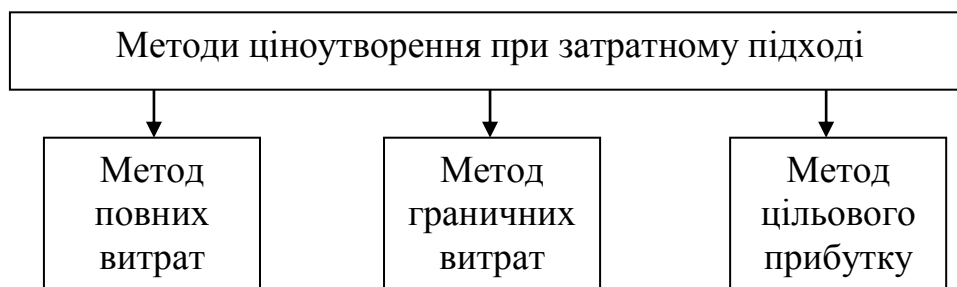 Методи ціноутворення при затратному підході
Метод
повних
витрат
Метод
граничних
витрат
Метод
цільового
прибутку